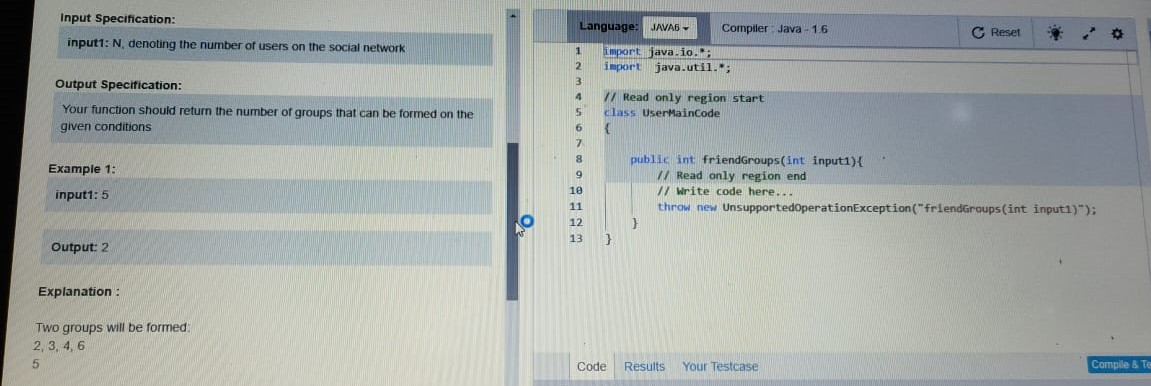 Input Specification:
input1: N, denoting the number of users on the social network
Output Specification:
Your function should return the number of groups that can be formed on the
given conditions
Example 1:
input1: 5
Output: 2
Explanation :
Two groups will be formed:
2, 3, 4, 6
5
Language: JAVA6
Compiler : Java - 1.6
Reset
1 import java.io.*;
2 import java.util.*;
3
4 // Read only region start
5 class UserMainCode
6 {
7
8 public int friendGroups(int input1){
9 // Read only region end
10 // Write code here...
11 throw new UnsupportedOperationException("friendGroups(int input1)");
12 }
13 }
Code Results Your Testcase
Compile & Te